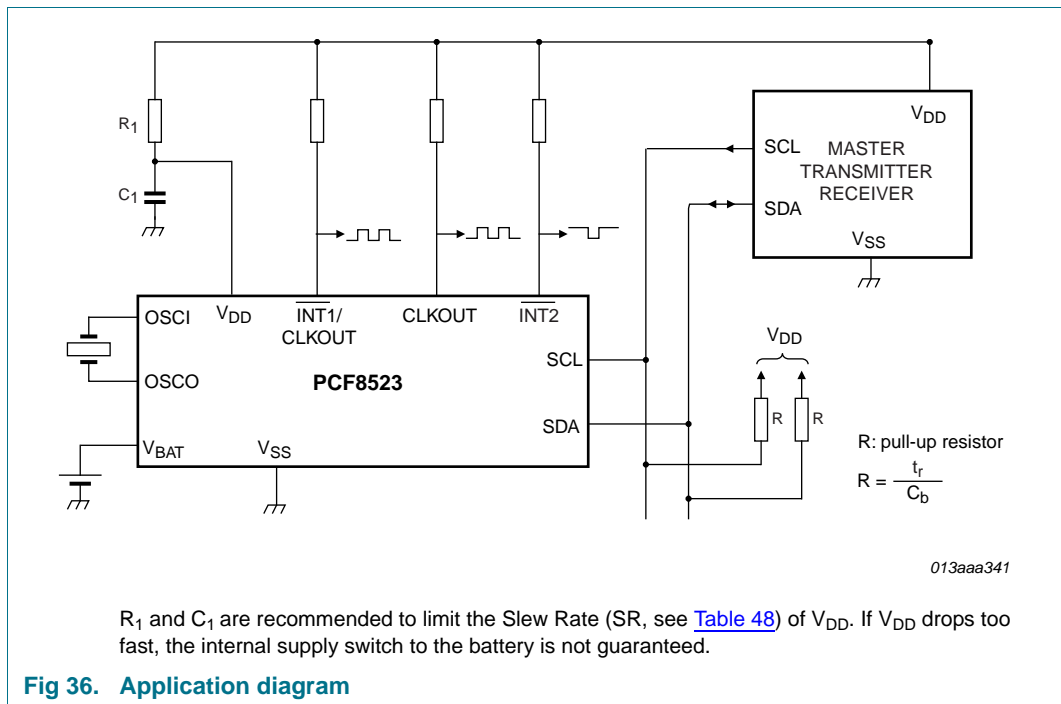 R1
C1
VDD
SCL
MASTER
TRANSMITTER
RECEIVER
SDA
VSS
OSCI
VDD
INT1/
CLKOUT
CLKOUT
INT2
SCL
OSCO
PCF8523
SDA
VBAT
VSS
VDD
R
R
R: pull-up resistor
R = tr / Cb
013aaa341
R1 and C1 are recommended to limit the Slew Rate (SR, see Table 48) of VDD. If VDD drops too
fast, the internal supply switch to the battery is not guaranteed.
Fig 36. Application diagram